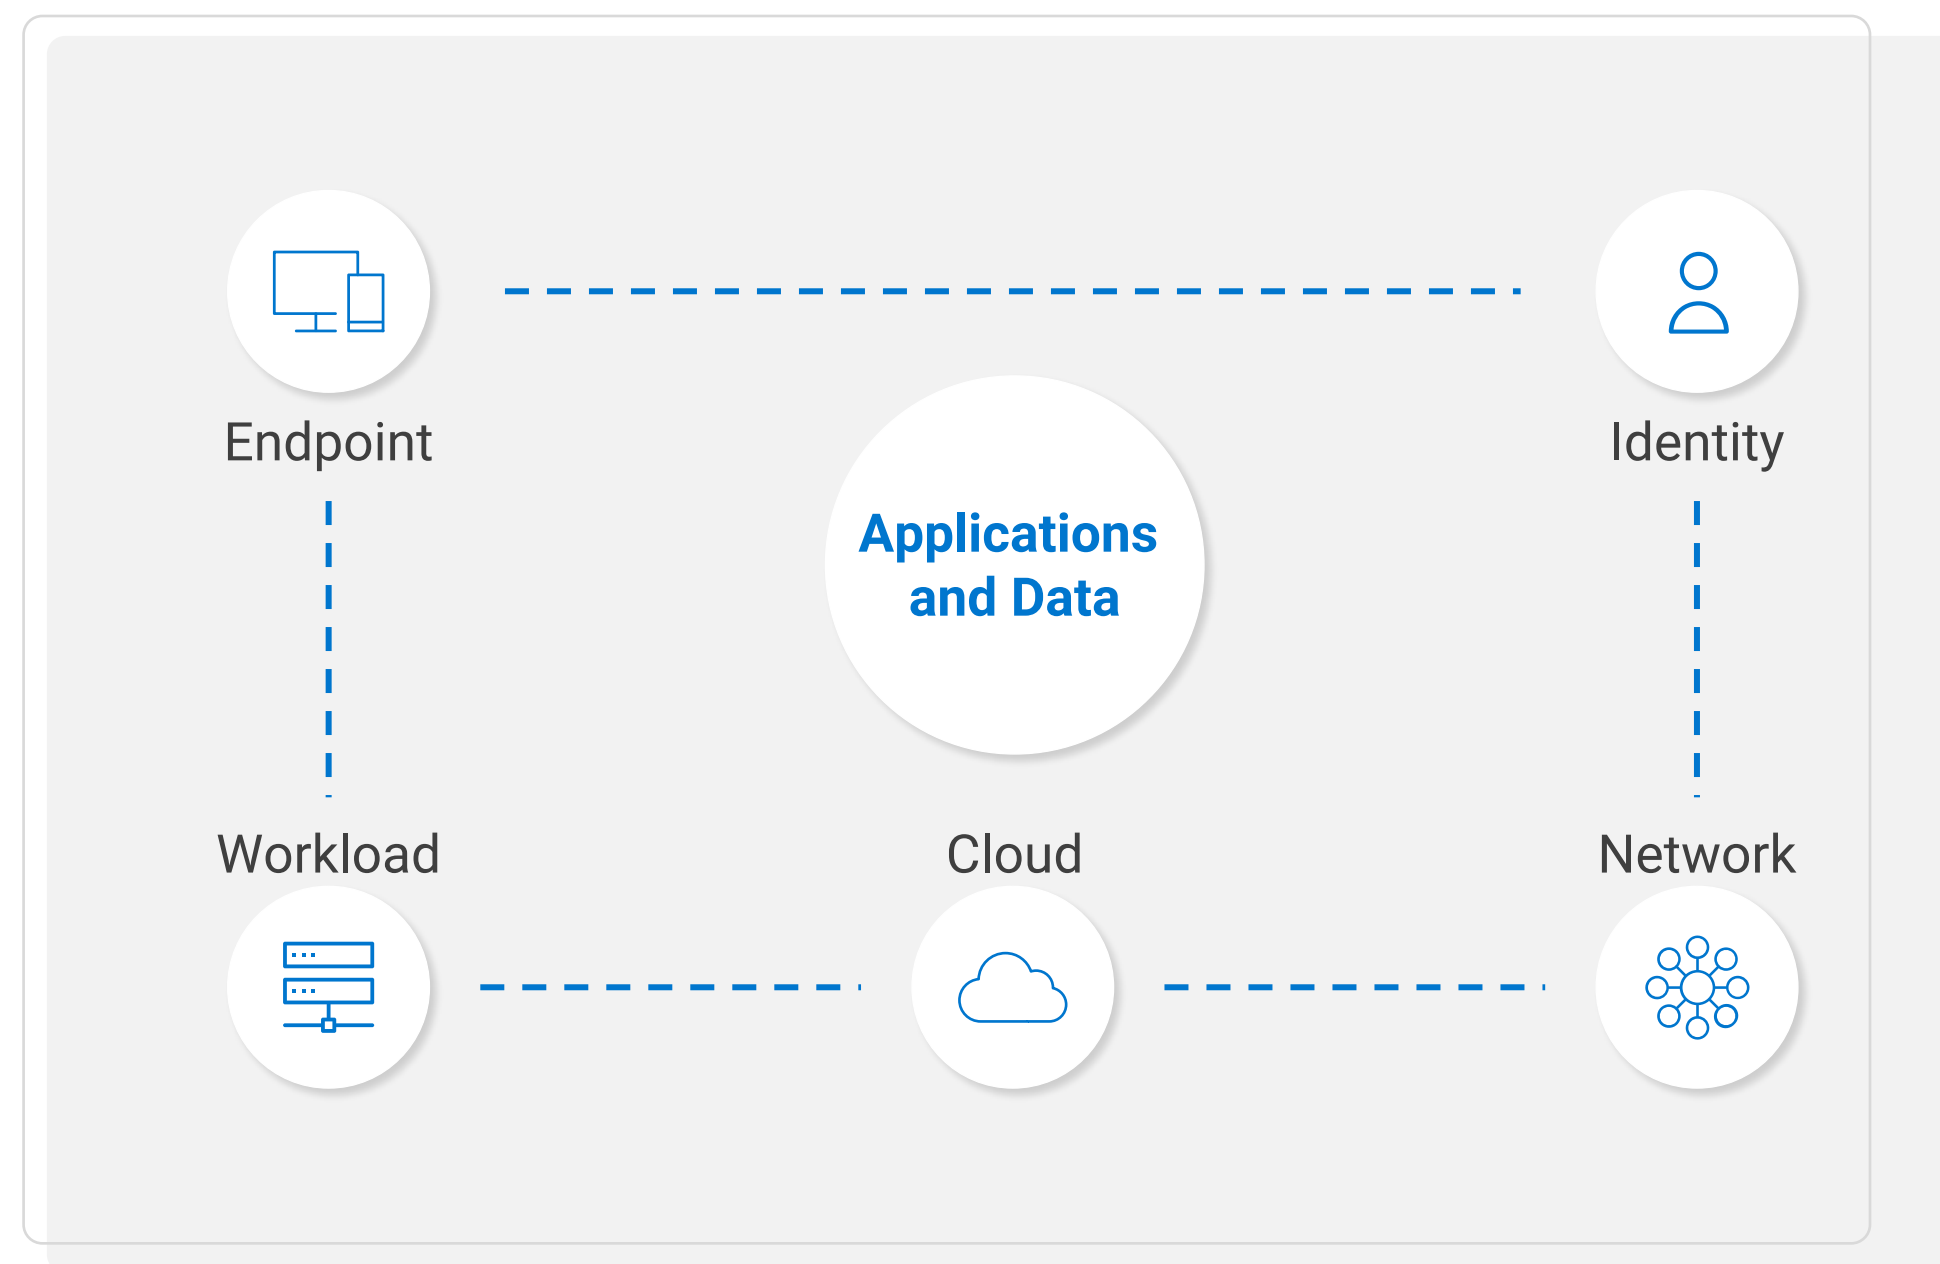 Endpoint
Identity
Applications
and Data
Workload
Cloud
Network